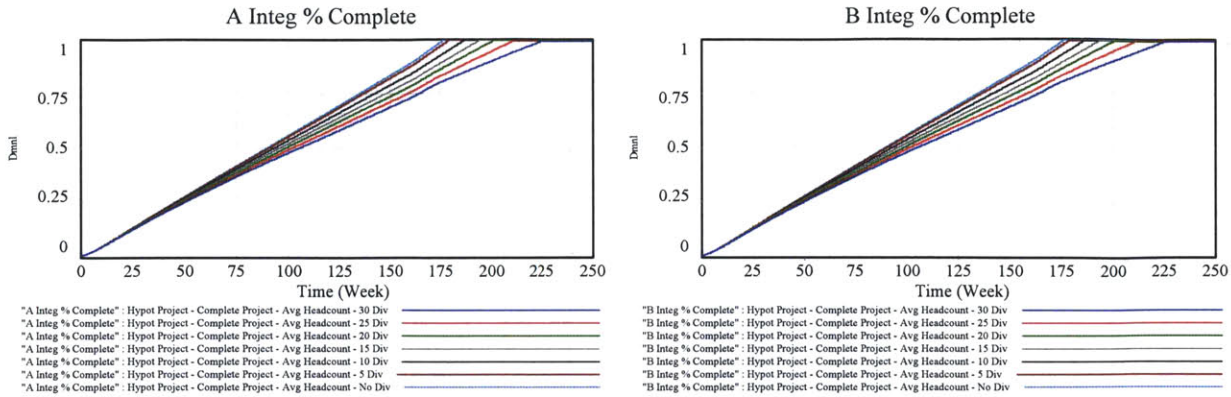 A Integ % Complete
1
0.75
Dmnl
0.5
0.25
0
0 25 50 75 100 125 150 175 200 225 250
Time (Week)
"A Integ % Complete" : Hypot Project - Complete Project - Avg Headcount - 30 Div
"A Integ % Complete" : Hypot Project - Complete Project - Avg Headcount - 25 Div
"A Integ % Complete" : Hypot Project - Complete Project - Avg Headcount - 20 Div
"A Integ % Complete" : Hypot Project - Complete Project - Avg Headcount - 15 Div
"A Integ % Complete" : Hypot Project - Complete Project - Avg Headcount - 10 Div
"A Integ % Complete" : Hypot Project - Complete Project - Avg Headcount - 5 Div
"A Integ % Complete" : Hypot Project - Complete Project - Avg Headcount - No Div
B Integ % Complete
1
0.75
Dmnl
0.5
0.25
0
0 25 50 75 100 125 150 175 200 225 250
Time (Week)
"B Integ % Complete" : Hypot Project - Complete Project - Avg Headcount - 30 Div
"B Integ % Complete" : Hypot Project - Complete Project - Avg Headcount - 25 Div
"B Integ % Complete" : Hypot Project - Complete Project - Avg Headcount - 20 Div
"B Integ % Complete" : Hypot Project - Complete Project - Avg Headcount - 15 Div
"B Integ % Complete" : Hypot Project - Complete Project - Avg Headcount - 10 Div
"B Integ % Complete" : Hypot Project - Complete Project - Avg Headcount - 5 Div
"B Integ % Complete" : Hypot Project - Complete Project - Avg Headcount - No Div